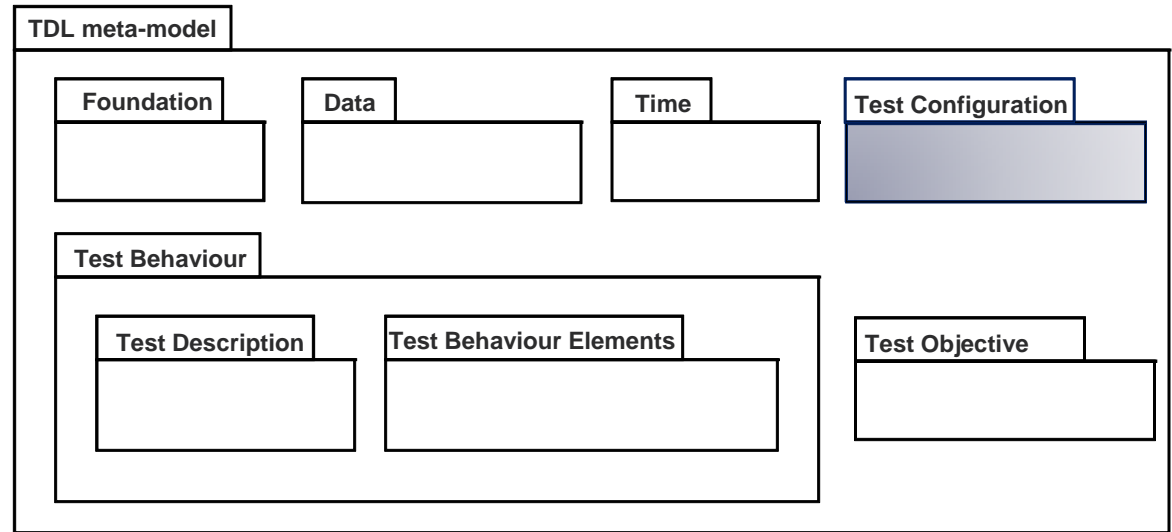 TDL meta-model
Foundation
Data
Time
Test Configuration
Test Behaviour
Test Description
Test Behaviour Elements
Test Objective